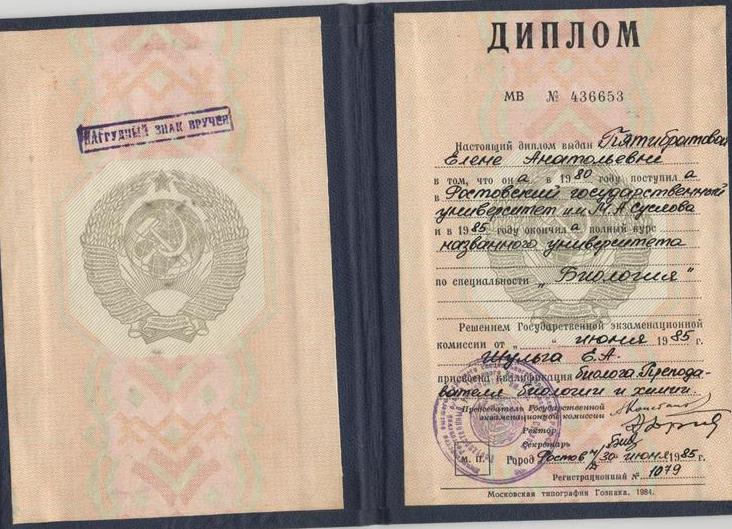 НАГРУДНЫЙ ЗНАК ВРУЧЕН
ДИПЛОМ
МВ № 436653
Настоящий диплом выдан Пятибратовой
Елене Анатольевне
в том, что она в 1980 году поступила
в Ростовский государственный
университет им. М.А. Суслова
и в 1985 году окончила полный курс
названного университета
по специальности „Биология"
Решением Государственной экзаменационной
комиссии от „ " июня 1985 г.
Шульга Е.А.
присвоена квалификация биолога. Препода-
вателя биологии и химии.
Председатель Государственной
экзаменационной комиссии
Ректор
Секретарь
М. П. Город Ростов н/Д 30 июня 1985 г.
Регистрационный № 1079
Московская типография Гознака. 1984.